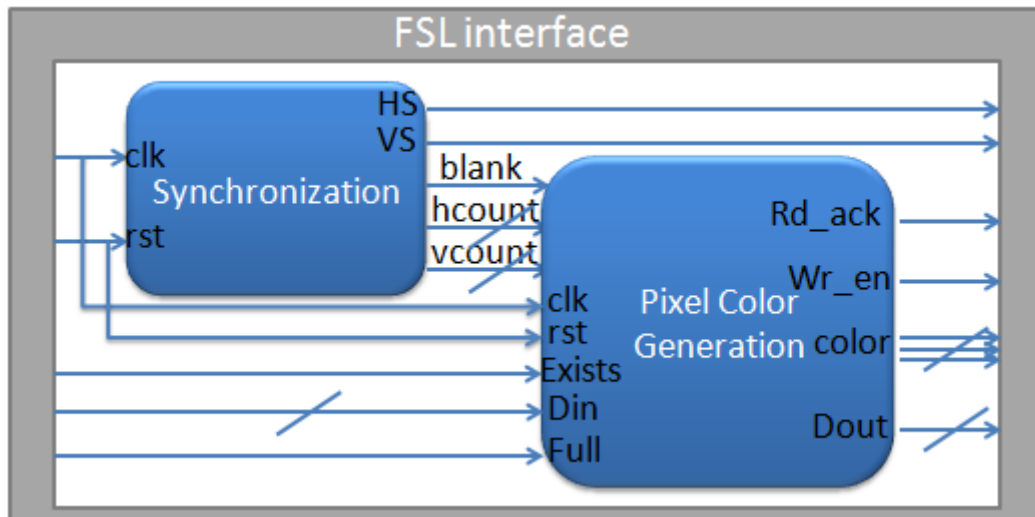 FSL interface
HS
VS
clk
Synchronization
rst
blank
hcount
vcount
clk
rst
Exists
Din
Full
Pixel Color
Generation
Rd_ack
Wr_en
color
Dout